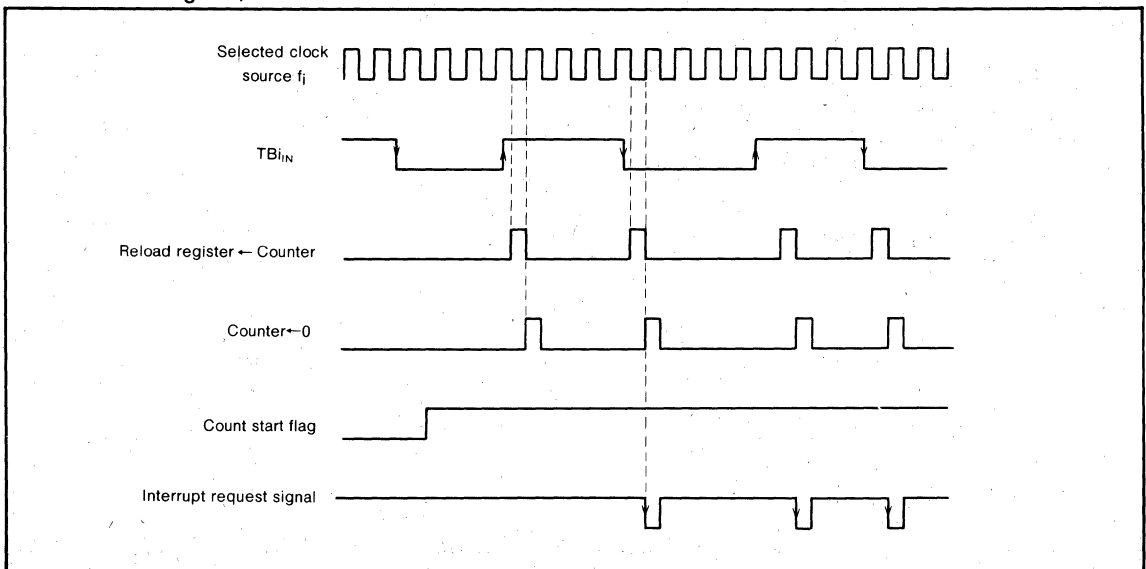 Selected clock
source fi
TBiIN
Reload register ← Counter
Counter←0
Count start flag
Interrupt request signal